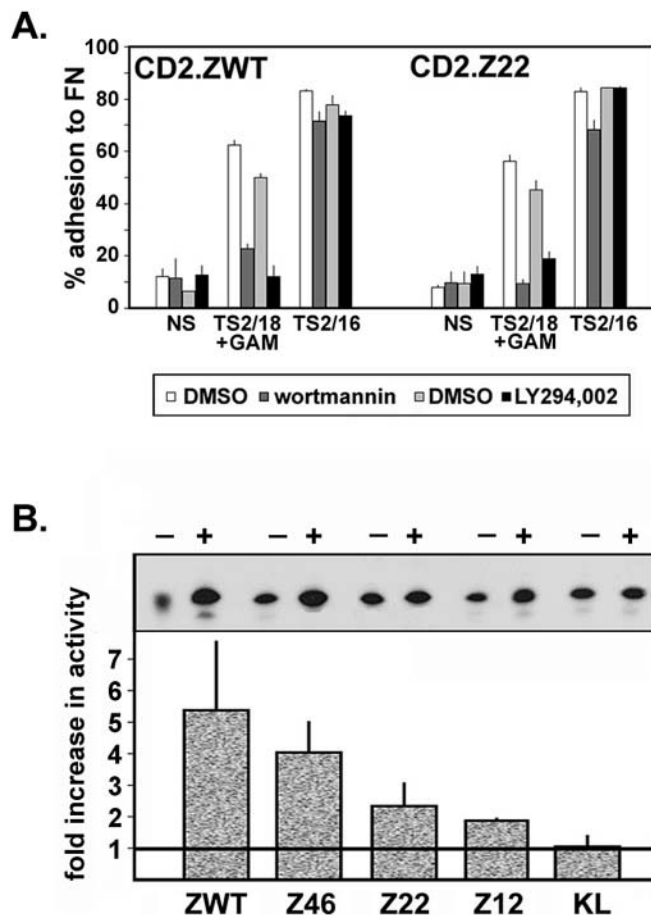 A.
100
80
60
40
20
0
% adhesion to FN
CD2.ZWT
CD2.Z22
NS TS2/18 +GAM TS2/16
NS TS2/18 +GAM TS2/16
DMSO wortmannin DMSO LY294,002
B.
− + − + − + − + − +
fold increase in activity
7
6
5
4
3
2
1
ZWT Z46 Z22 Z12 KL